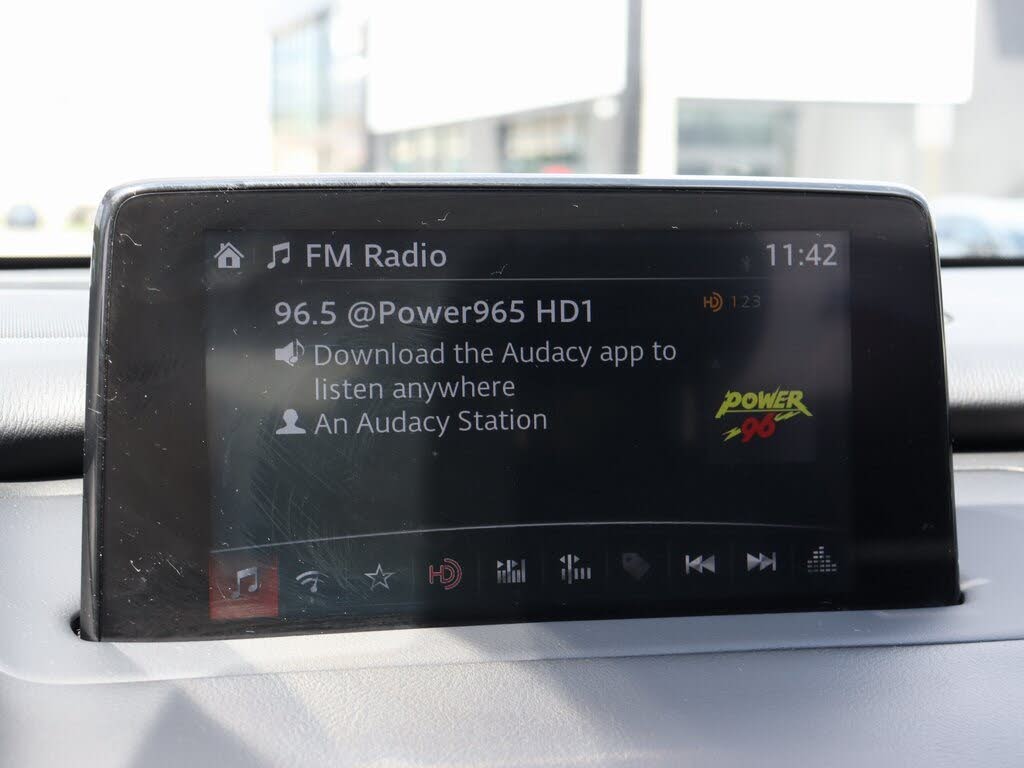 FM Radio 11:42
96.5 @Power965 HD1 HD 123
Download the Audacy app to
listen anywhere
An Audacy Station
POWER
96
HD